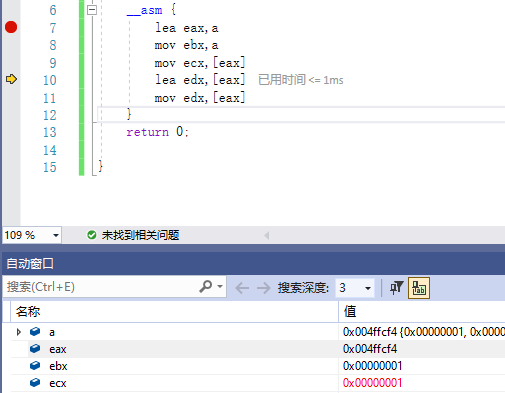 6 __asm {
7 lea eax,a
8 mov ebx,a
9 mov ecx,[eax]
10 lea edx,[eax] 已用时间 <= 1ms
11 mov edx,[eax]
12 }
13 return 0;
14
15 }
109 % 未找到相关问题
自动窗口
搜索(Ctrl+E) 搜索深度: 3
名称 值
a 0x004ffcf4 {0x00000001, 0x0000
eax 0x004ffcf4
ebx 0x00000001
ecx 0x00000001